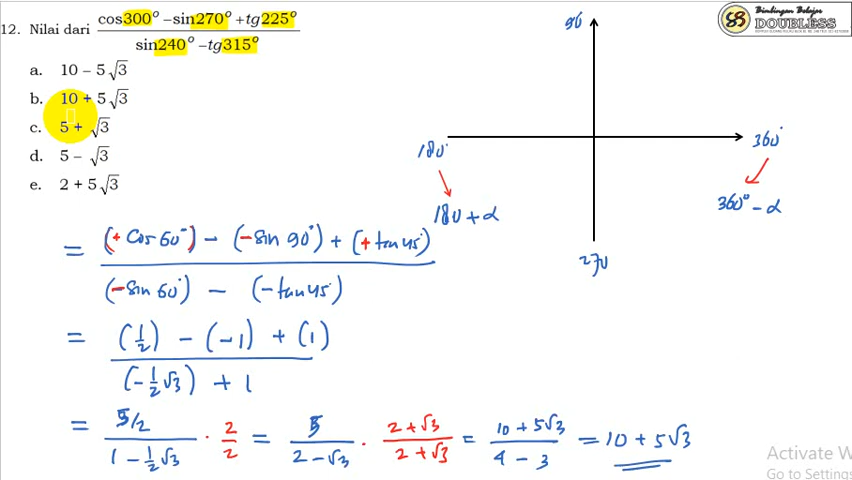 Bimbingan Belajar
DOUBLESS
12. Nilai dari (cos300° – sin270° + tg225°) / (sin240° – tg315°)
a. 10 – 5√3
b. 10 + 5√3
c. 5 + √3
d. 5 – √3
e. 2 + 5√3
90
180°
360°
180 + α
360° – α
270
= ((+ cos 60°) – (–sin 90°) + (+ tan 45°)) / ((–sin 60°) – (–tan 45°))
= ((1/2) – (–1) + (1)) / ((–1/2 √3) + 1)
= (5/2) / (1 – 1/2 √3) · 2/2 = 5 / (2 – √3) · (2 + √3) / (2 + √3) = (10 + 5√3) / (4 – 3) = 10 + 5√3
Activate W
Go to Settings